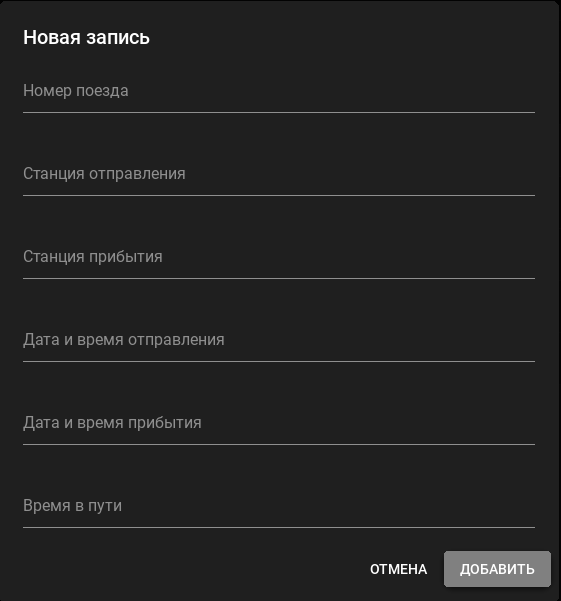 Новая запись
Номер поезда
Станция отправления
Станция прибытия
Дата и время отправления
Дата и время прибытия
Время в пути
ОТМЕНА ДОБАВИТЬ